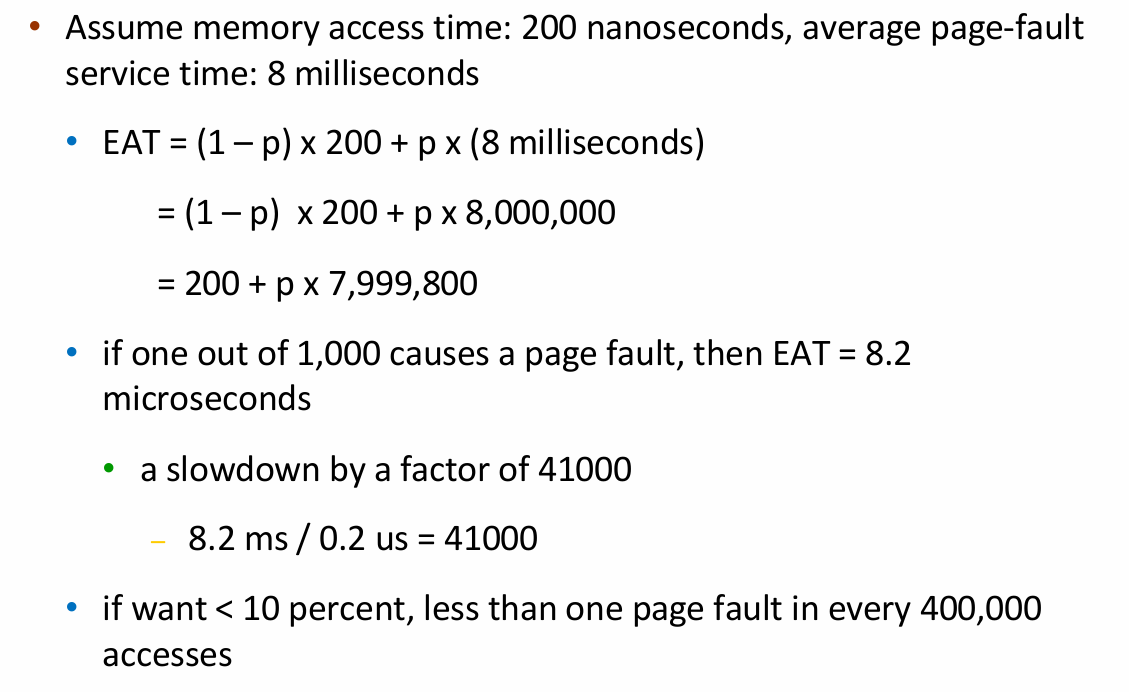 • Assume memory access time: 200 nanoseconds, average page-fault
service time: 8 milliseconds
• EAT = (1 – p) x 200 + p x (8 milliseconds)
= (1 – p) x 200 + p x 8,000,000
= 200 + p x 7,999,800
• if one out of 1,000 causes a page fault, then EAT = 8.2
microseconds
• a slowdown by a factor of 41000
– 8.2 ms / 0.2 us = 41000
• if want < 10 percent, less than one page fault in every 400,000
accesses